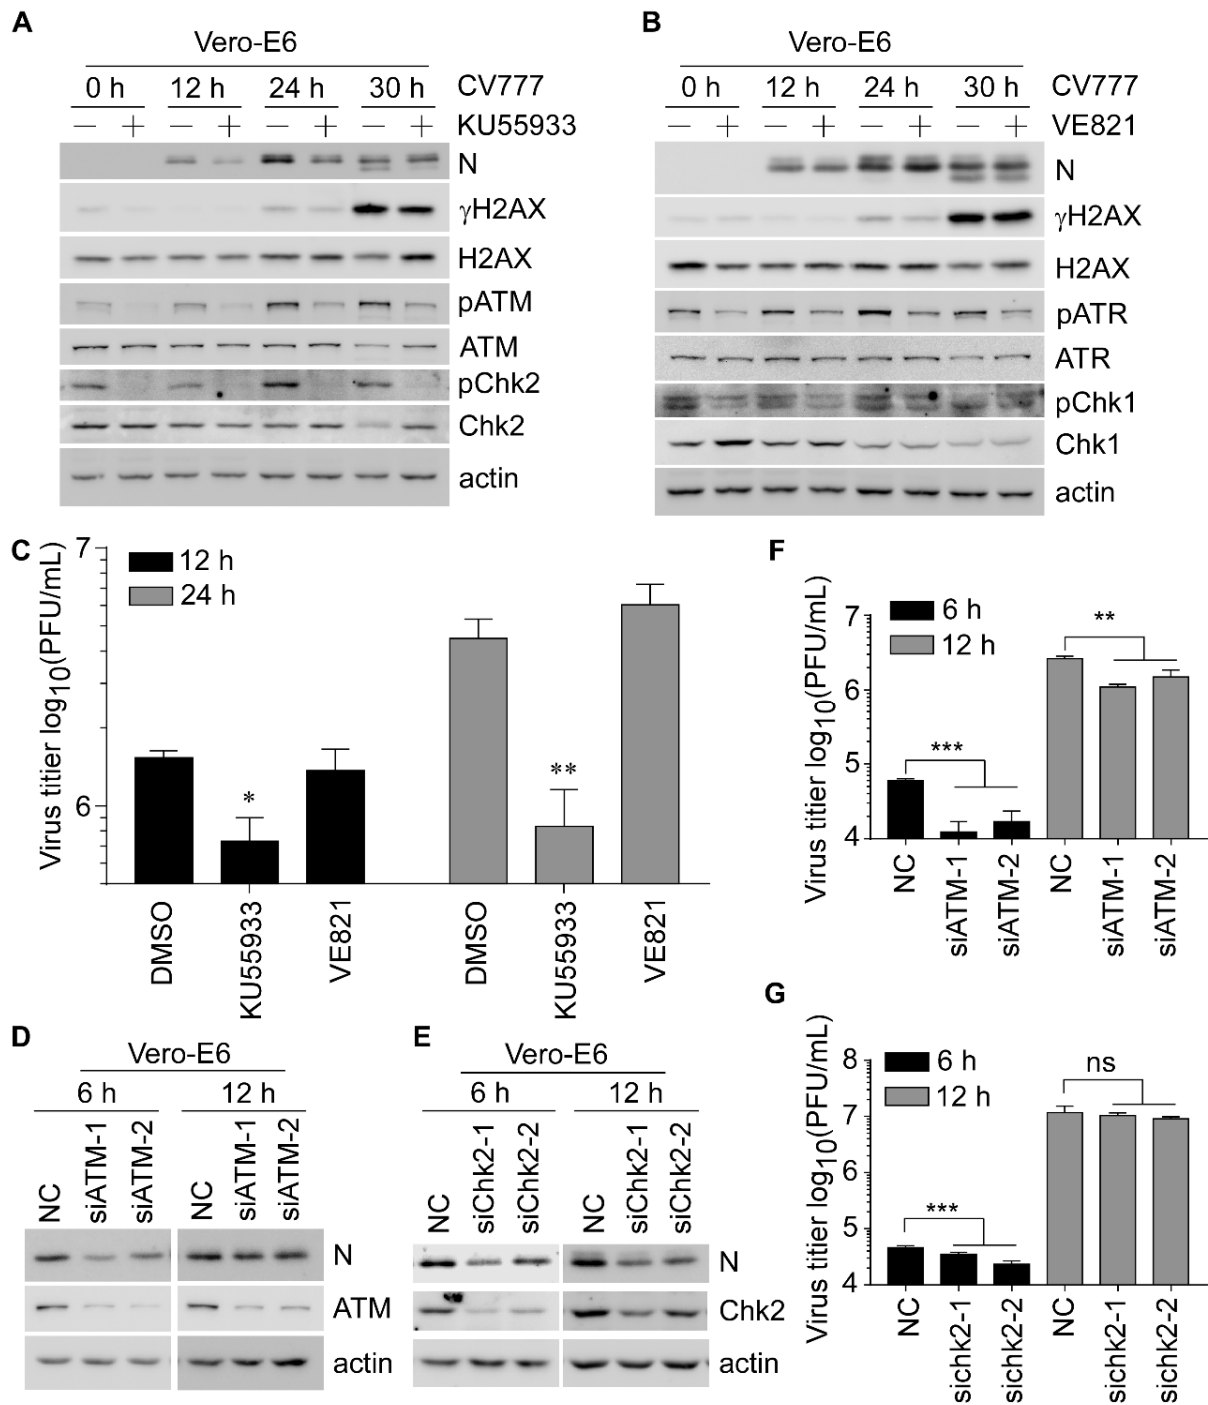 A
Vero-E6
0 h 12 h 24 h 30 h CV777
— + — + — + — + KU55933
N
γH2AX
H2AX
pATM
ATM
pChk2
Chk2
actin
B
Vero-E6
0 h 12 h 24 h 30 h CV777
— + — + — + — + VE821
N
γH2AX
H2AX
pATR
ATR
pChk1
Chk1
actin
C
Virus titier log10(PFU/mL)
7
6
12 h
24 h
*
**
DMSO KU55933 VE821 DMSO KU55933 VE821
F
Virus titier log10(PFU/mL)
7
6
5
4
6 h
12 h
***
**
NC siATM-1 siATM-2 NC siATM-1 siATM-2
D
Vero-E6
6 h 12 h
NC siATM-1 siATM-2 NC siATM-1 siATM-2
N
ATM
actin
E
Vero-E6
6 h 12 h
NC siChk2-1 siChk2-2 NC siChk2-1 siChk2-2
N
Chk2
actin
G
Virus titier log10(PFU/mL)
8
7
6
5
4
6 h
12 h
***
ns
NC sichk2-1 sichk2-2 NC sichk2-1 sichk2-2